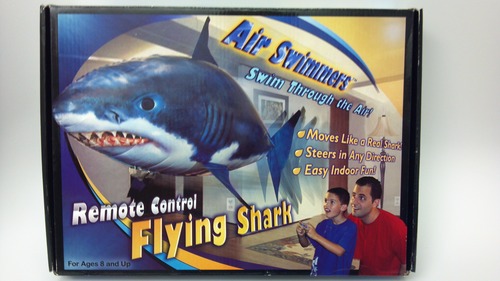 Air Swimmers™
Swim Through the Air!
Moves Like a Real Shark
Steers in Any Direction
Easy Indoor Fun!
Remote Control
Flying Shark
For Ages 8 and Up